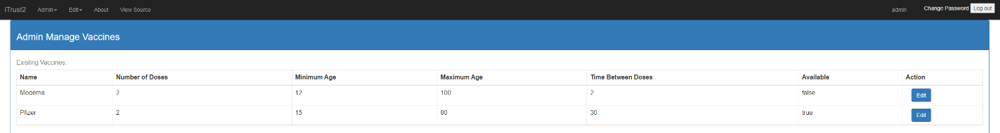 iTrust2 Admin Edit About View Source admin Change Password Log out
Admin Manage Vaccines
Existing Vaccines.
Name Number of Doses Minimum Age Maximum Age Time Between Doses Available Action
Moderna 2 12 100 2 false Edit
Pfizer 2 15 80 30 true Edit